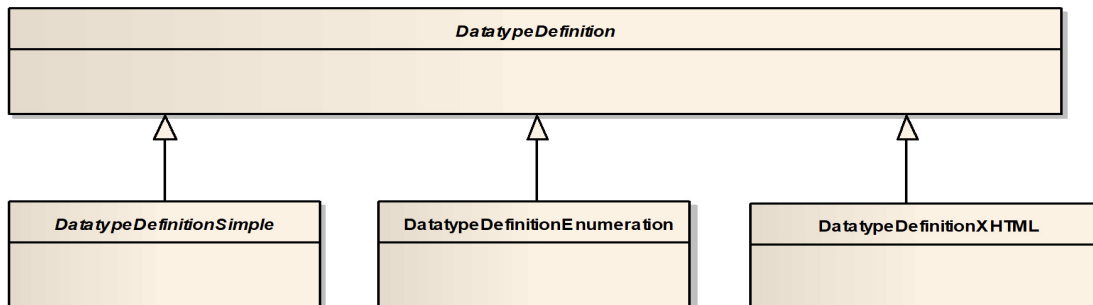 DatatypeDefinition
DatatypeDefinitionSimple
DatatypeDefinitionEnumeration
DatatypeDefinitionXHTML